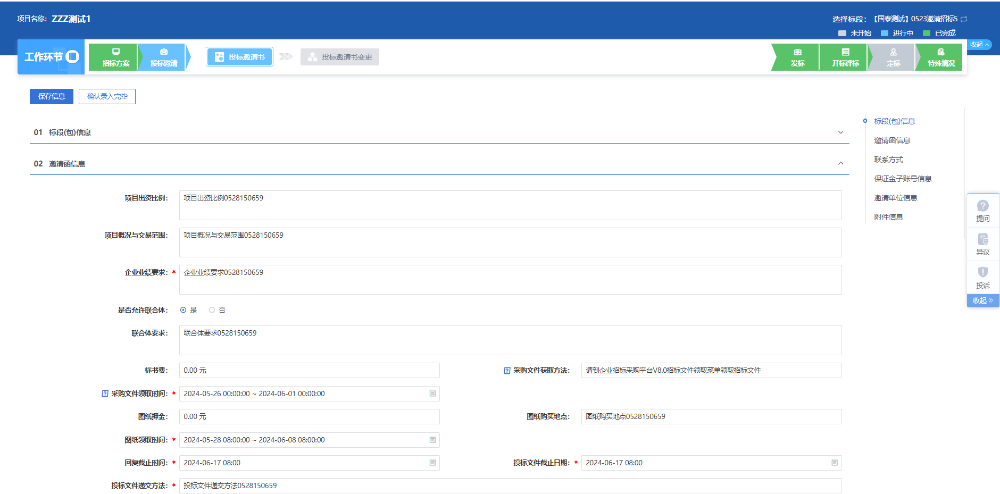 项目名称： ZZZ测试1
选择标段： 【国泰测试】0523邀请招标5
未开始 进行中 已完成
收起
工作环节
招标方案
投标邀请
投标邀请书
投标邀请书变更
发标
开标评标
定标
特殊情况
保存信息
确认录入完毕
01 标段(包)信息
02 邀请函信息
项目出资比例： 项目出资比例0528150659
项目概况与交易范围： 项目概况与交易范围0528150659
企业业绩要求： * 企业业绩要求0528150659
是否允许联合体： 是 否
联合体要求： 联合体要求0528150659
标书费： 0.00 元
采购文件获取方法： 请到企业招标采购平台V8.0招标文件领取菜单领取招标文件
采购文件领取时间： * 2024-05-26 00:00:00 ~ 2024-06-01 00:00:00
图纸押金： 0.00 元
图纸购买地点： 图纸购买地点0528150659
图纸领取时间： * 2024-05-28 08:00:00 ~ 2024-06-08 08:00:00
回复截止时间： * 2024-06-17 08:00
投标文件截止日期： * 2024-06-17 08:00
投标文件递交方法： * 投标文件递交方法0528150659
标段(包)信息
邀请函信息
联系方式
保证金子账号信息
邀请单位信息
附件信息
提问
异议
投诉
收起